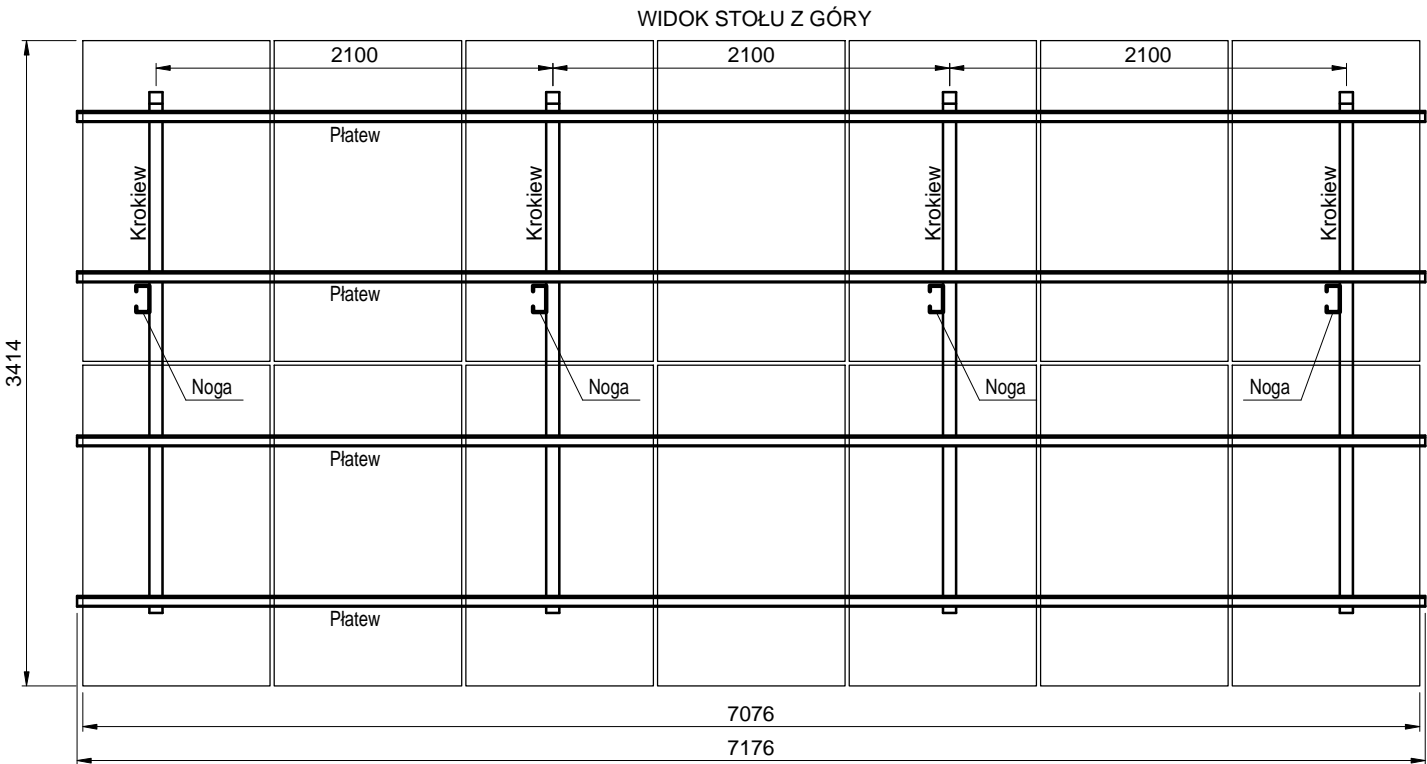 WIDOK STOŁU Z GÓRY
2100 2100 2100
Płatew
Krokiew Krokiew Krokiew Krokiew
Płatew
3414
Noga Noga Noga Noga
Płatew
Płatew
7076
7176